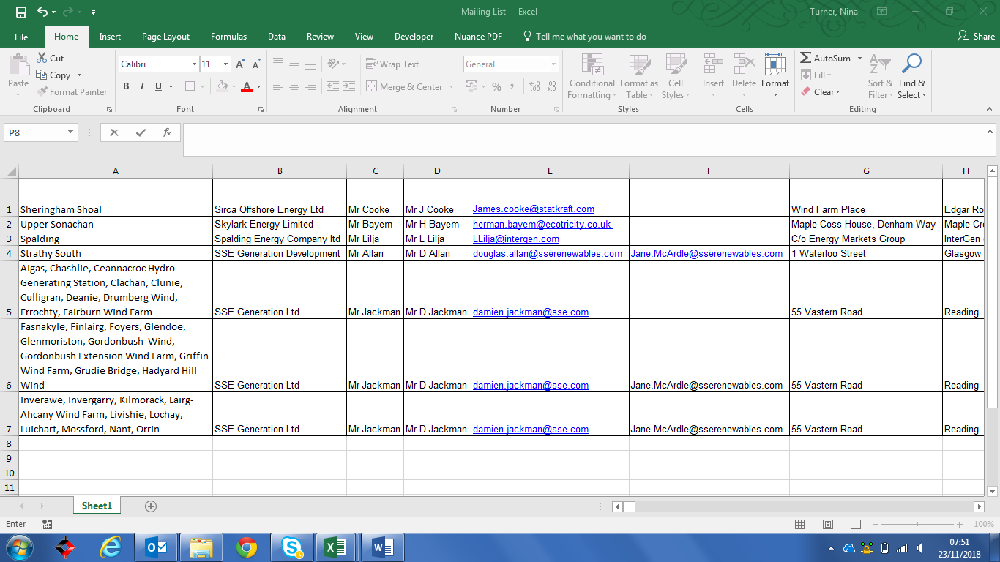 Mailing List - Excel
Turner, Nina
File Home Insert Page Layout Formulas Data Review View Developer Nuance PDF Tell me what you want to do Share
Paste Cut Copy Format Painter
Clipboard
Calibri 11 A A
B I U A
Font
Wrap Text
Merge & Center
Alignment
General
% , .0 .00 .00 .0
Number
Conditional Formatting Format as Table Cell Styles
Styles
Insert Delete Format
Cells
AutoSum Fill Clear Sort & Filter Find & Select
Editing
P8 fx
A B C D E F G H
1 Sheringham Shoal Sirca Offshore Energy Ltd Mr Cooke Mr J Cooke James.cooke@statkraft.com Wind Farm Place Edgar Ro
2 Upper Sonachan Skylark Energy Limited Mr Bayem Mr H Bayem herman.bayem@ecotricity.co.uk Maple Coss House, Denham Way Maple Cr
3 Spalding Spalding Energy Company ltd Mr Lilja Mr L Lilja LLilja@intergen.com C/o Energy Markets Group InterGen
4 Strathy South SSE Generation Development Mr Allan Mr D Allan douglas.allan@sserenewables.com Jane.McArdle@sserenewables.com 1 Waterloo Street Glasgow
Aigas, Chashlie, Ceannacroc Hydro
Generating Station, Clachan, Clunie,
Culligran, Deanie, Drumberg Wind,
5 Errochty, Fairburn Wind Farm SSE Generation Ltd Mr Jackman Mr D Jackman damien.jackman@sse.com 55 Vastern Road Reading
Fasnakyle, Finlairg, Foyers, Glendoe,
Glenmoriston, Gordonbush Wind,
Gordonbush Extension Wind Farm, Griffin
Wind Farm, Grudie Bridge, Hadyard Hill
6 Wind SSE Generation Ltd Mr Jackman Mr D Jackman damien.jackman@sse.com Jane.McArdle@sserenewables.com 55 Vastern Road Reading
Inverawe, Invergarry, Kilmorack, Lairg-
Ahcany Wind Farm, Livishie, Lochay,
7 Luichart, Mossford, Nant, Orrin SSE Generation Ltd Mr Jackman Mr D Jackman damien.jackman@sse.com Jane.McArdle@sserenewables.com 55 Vastern Road Reading
8
9
10
11
Sheet1
Enter 100%
07:51
23/11/2018